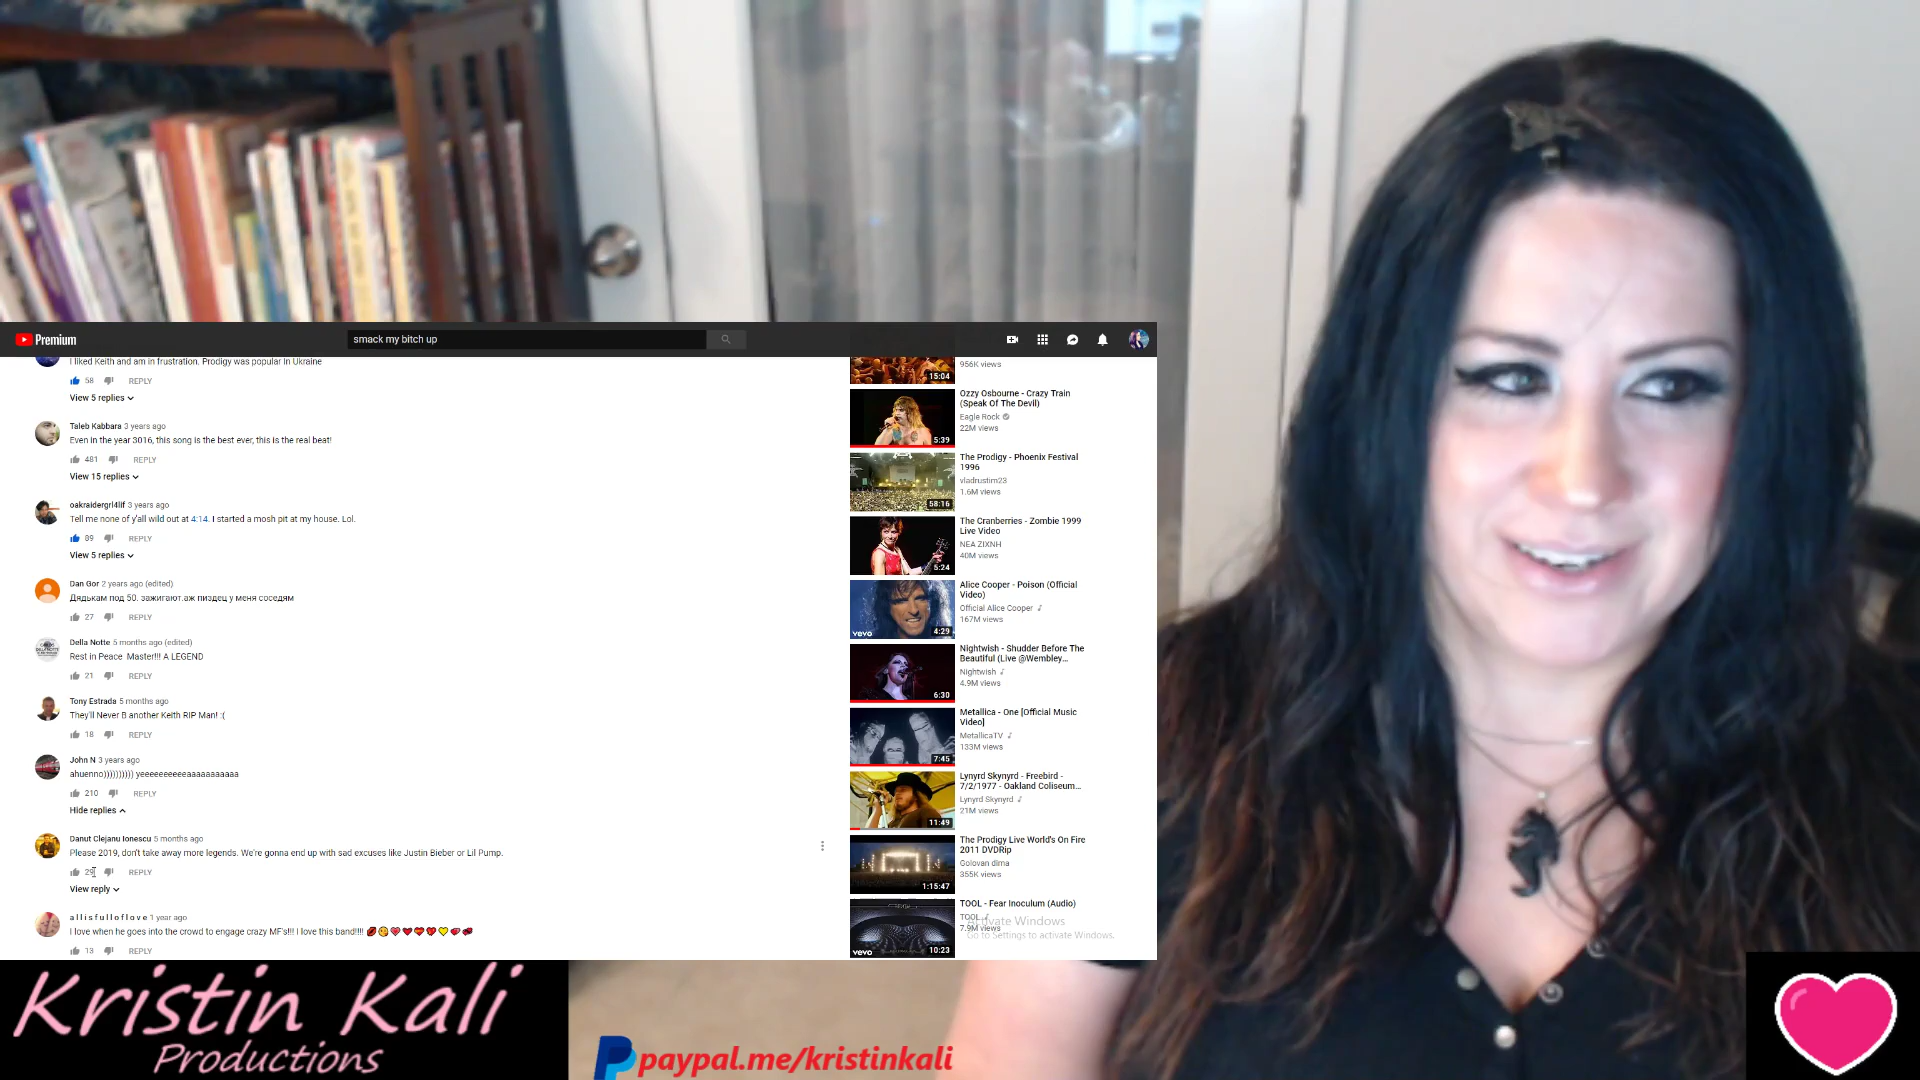 Premium
smack my bitch up
I liked Keith and am in frustration. Prodigy was popular in Ukraine
58 REPLY
View 5 replies
Taleb Kabbara 3 years ago
Even in the year 3016, this song is the best ever, this is the real beat!
481 REPLY
View 15 replies
oakraidergrl4lif 3 years ago
Tell me none of y'all wild out at 4:14. I started a mosh pit at my house. Lol.
89 REPLY
View 5 replies
Dan Gor 2 years ago (edited)
Дядькам под 50. зажигают.аж пиздец у меня соседям
27 REPLY
Della Notte 5 months ago (edited)
Rest in Peace Master!!! A LEGEND
21 REPLY
Tony Estrada 5 months ago
They'll Never B another Keith RIP Man! :(
18 REPLY
John N 3 years ago
ahuenno)))))))))) yeeeeeeeeeeaaaaaaaaaaa
210 REPLY
Hide replies
Danut Clejanu Ionescu 5 months ago
Please 2019, don't take away more legends. We're gonna end up with sad excuses like Justin Bieber or Lil Pump.
29 REPLY
View reply
a l l i s f u l l o f l o v e 1 year ago
I love when he goes into the crowd to engage crazy MF's!!! I love this band!!!! 
13 REPLY
15:04
956K views
5:39
Ozzy Osbourne - Crazy Train
(Speak Of The Devil)
Eagle Rock
22M views
58:16
The Prodigy - Phoenix Festival
1996
vladrustim23
1.6M views
5:24
The Cranberries - Zombie 1999
Live Video
NEA ZIXNH
40M views
vevo 4:29
Alice Cooper - Poison (Official
Video)
Official Alice Cooper
167M views
6:30
Nightwish - Shudder Before The
Beautiful (Live @Wembley...
Nightwish
4.9M views
7:45
Metallica - One [Official Music
Video]
MetallicaTV
133M views
11:49
Lynyrd Skynyrd - Freebird -
7/2/1977 - Oakland Coliseum...
Lynyrd Skynyrd
21M views
1:15:47
The Prodigy Live World's On Fire
2011 DVDRip
Golovan dima
355K views
vevo 10:23
TOOL - Fear Inoculum (Audio)
TOOL
7.9M views
Activate Windows
Go to Settings to activate Windows.
Kristin Kali
Productions
paypal.me/kristinkali